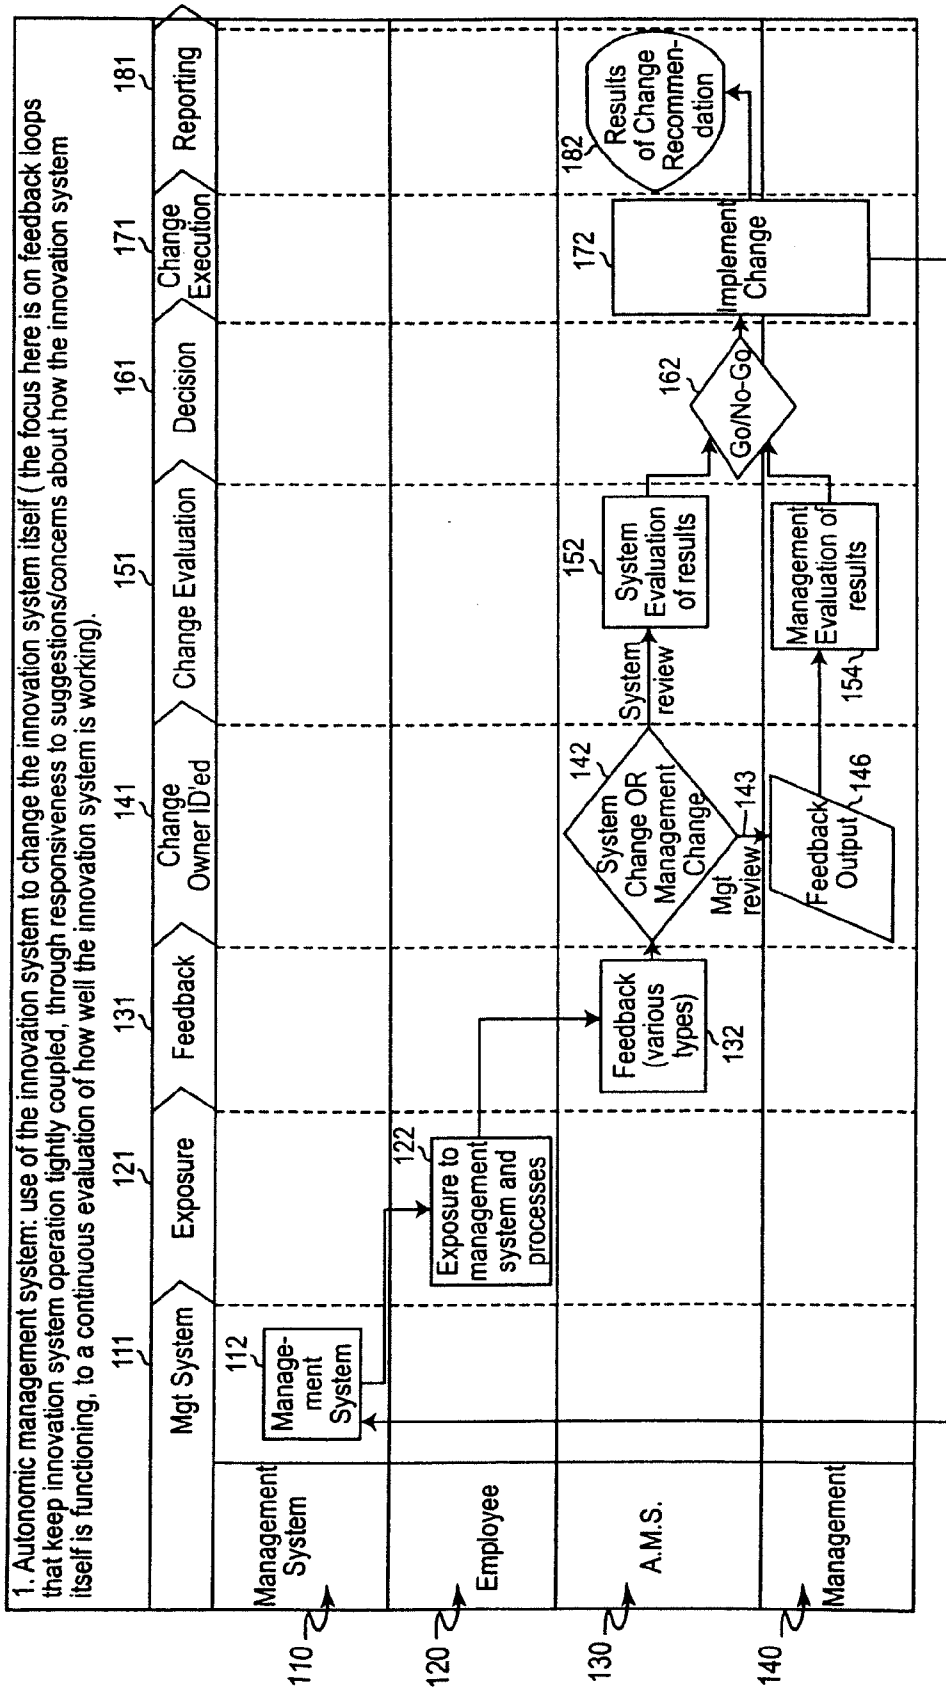 1. Autonomic management system: use of the innovation system to change the inovation system itself ( the focus here is on feedback loops
that keep innovation system operation tightly coupled, through responsiveness to suggestions/concerns about how the innovation system
itself is functioning, to a continuous evaluation of how well the innovation system is working).
111
121
131
141
151
161
171
181
Mgt System
Exposure
Feedback
Change
Owner ID'ed
Change Evaluation
Decision
Change
Execution
Reporting
110
Management
System
112
Manage-
ment
System
120
Employee
122
Exposure to
management
system and
processes
130
A.M.S.
Feedback
(various
types)
132
142
System
Change OR
Management
Change
System
review
Mgt
review
143
152
System
Evaluation
of results
162
Go/No-Go
172
Implement
Change
182
Results
of Change
Recommen-
dation
140
Management
Feedback
Output
146
Management
Evaluation of
results
154